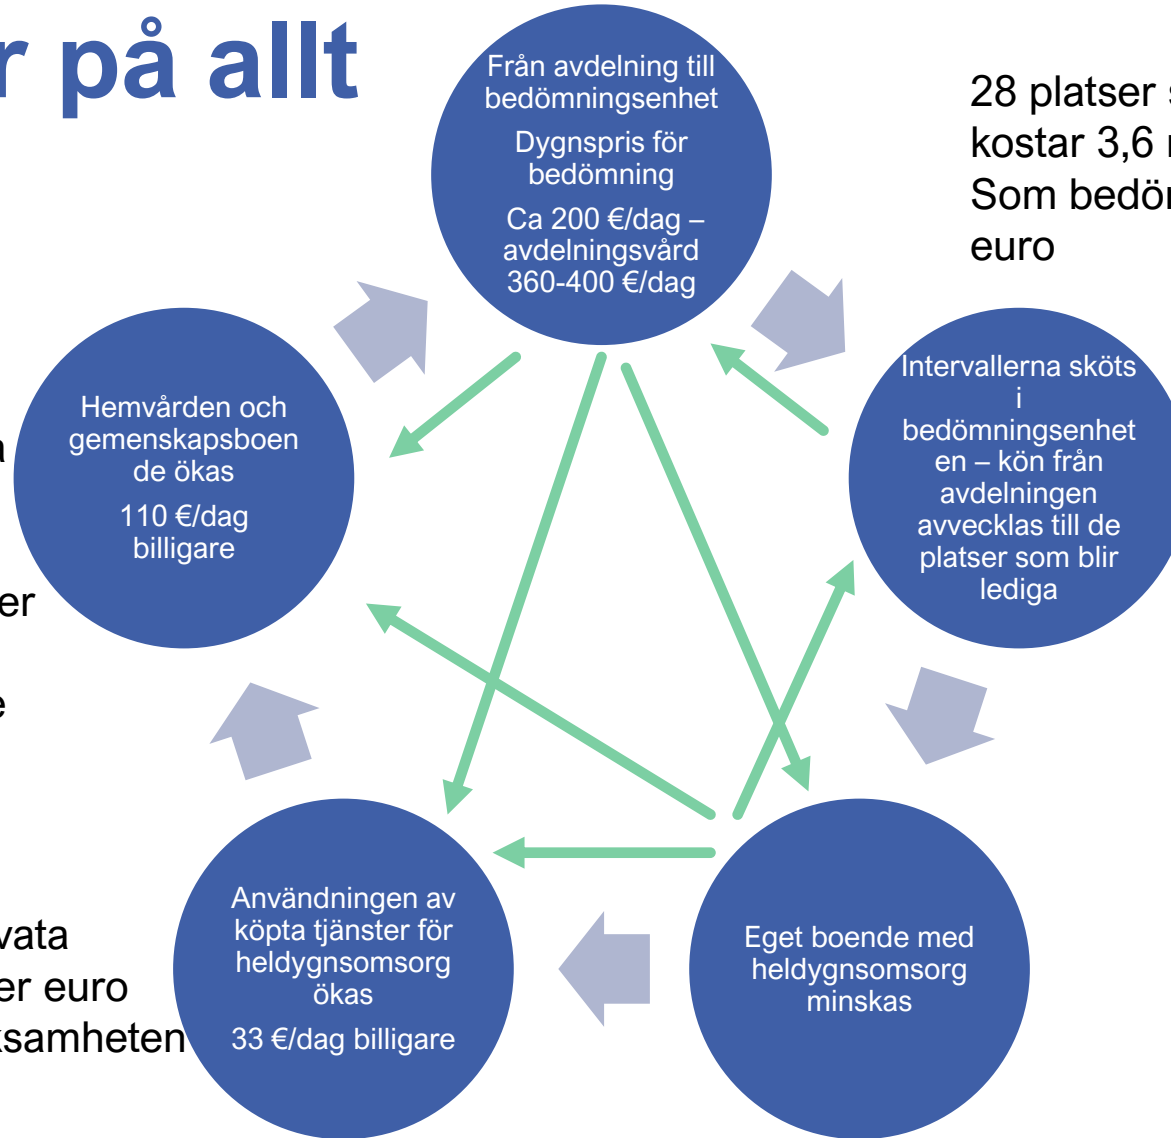 r på allt
Från avdelning till
bedömningsenhet
Dygnspris för
bedömning
Ca 200 €/dag –
avdelningsvård
360-400 €/dag
28 platser
kostar 3,6
Som
euro
Intervallerna sköts
i
bedömningsenhet
en – kön från
avdelningen
avvecklas till de
platser som blir
lediga
Hemvården och
gemenskapsboen
de ökas
110 €/dag
billigare
er
e
Användningen av
köpta tjänster för
heldygnsomsorg
ökas
33 €/dag billigare
vata
er euro
ksamheten
Eget boende med
heldygnsomsorg
minskas